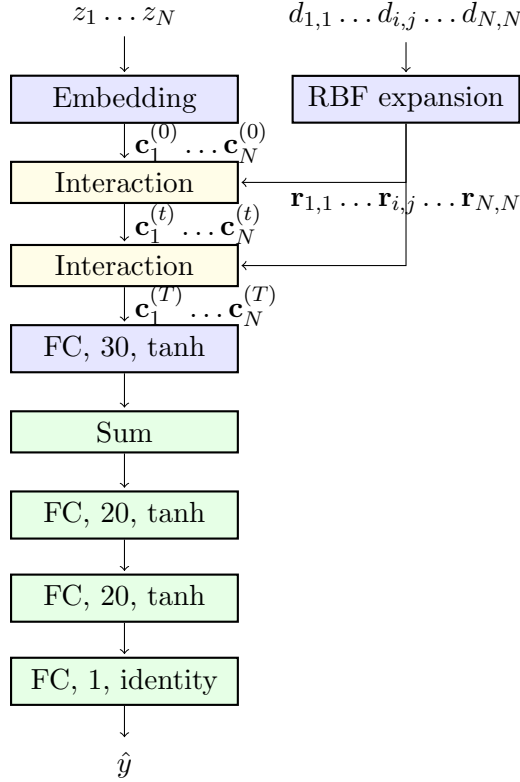 z_1 … z_N
d_{1,1} … d_{i,j} … d_{N,N}
Embedding
RBF expansion
c_1^{(0)} … c_N^{(0)}
Interaction
r_{1,1} … r_{i,j} … r_{N,N}
c_1^{(t)} … c_N^{(t)}
Interaction
c_1^{(T)} … c_N^{(T)}
FC, 30, tanh
Sum
FC, 20, tanh
FC, 20, tanh
FC, 1, identity
ŷ